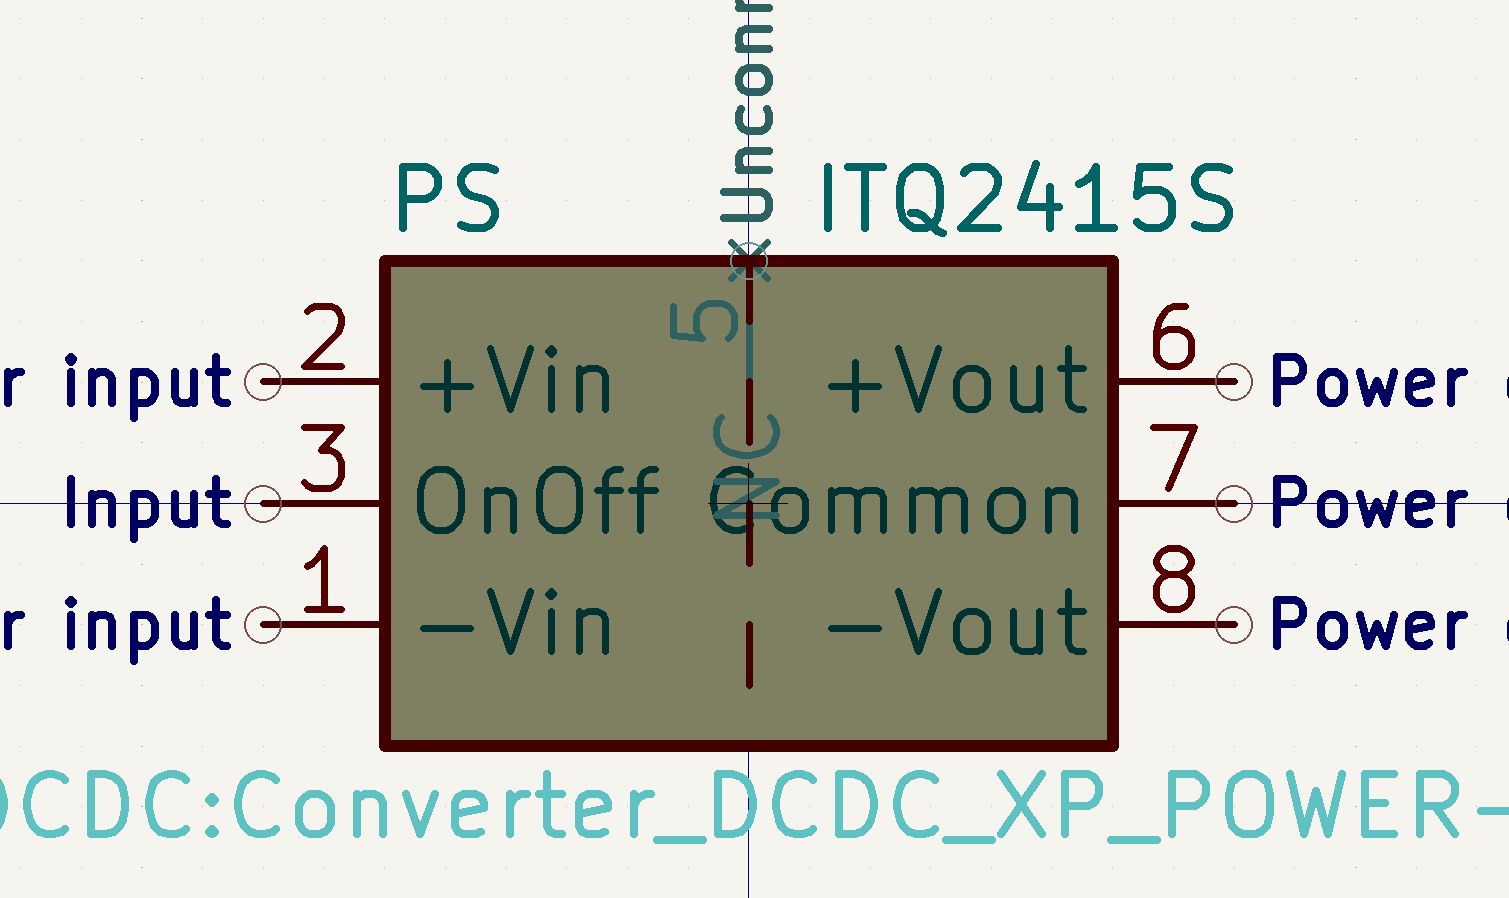 Unconn
PS
ITQ2415S
5
NC
2
r input
+Vin
+Vout
6
Power
3
Input
OnOff
Common
7
Power
1
r input
-Vin
-Vout
8
Power
DCDC:Converter_DCDC_XP_POWER-